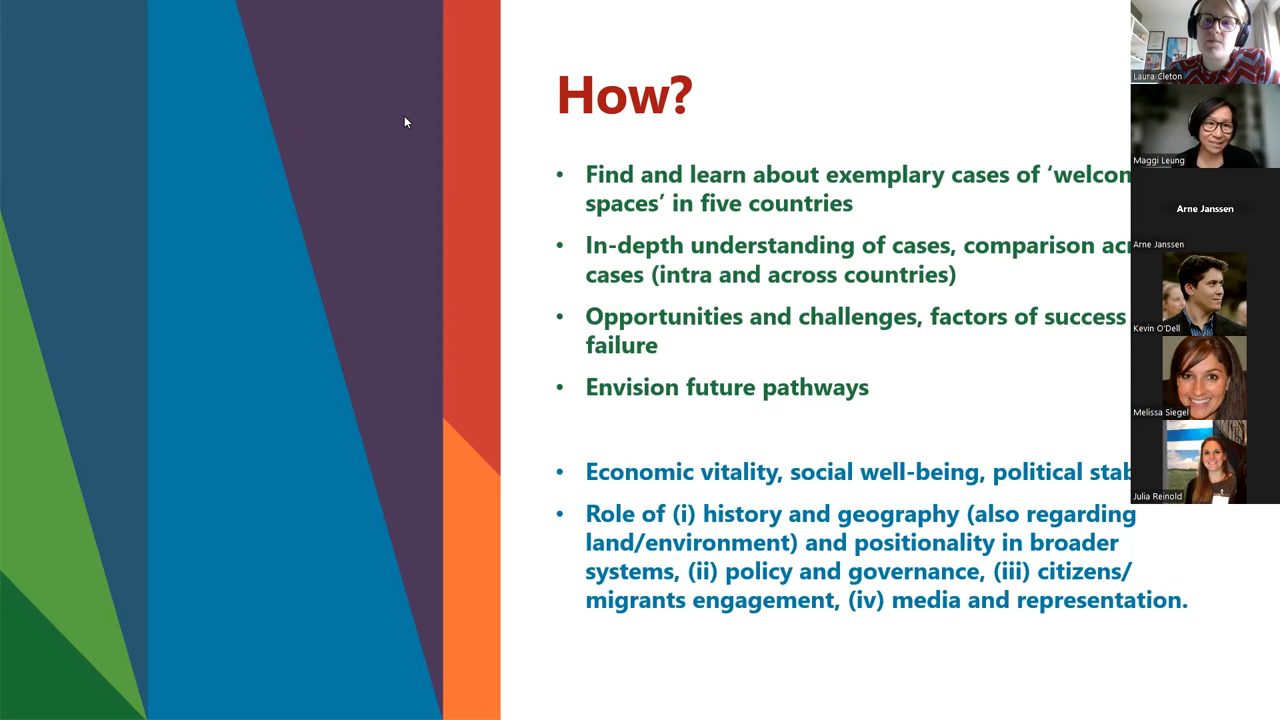 How?
• Find and learn about exemplary cases of ‘welcom
spaces’ in five countries
• In-depth understanding of cases, comparison acr
cases (intra and across countries)
• Opportunities and challenges, factors of success
failure
• Envision future pathways
• Economic vitality, social well-being, political stab
• Role of (i) history and geography (also regarding
land/environment) and positionality in broader
systems, (ii) policy and governance, (iii) citizens/
migrants engagement, (iv) media and representation.
Laura Cleton
Maggi Leung
Arne Janssen
Arne Janssen
Kevin O'Dell
Melissa Siegel
Julia Reinold